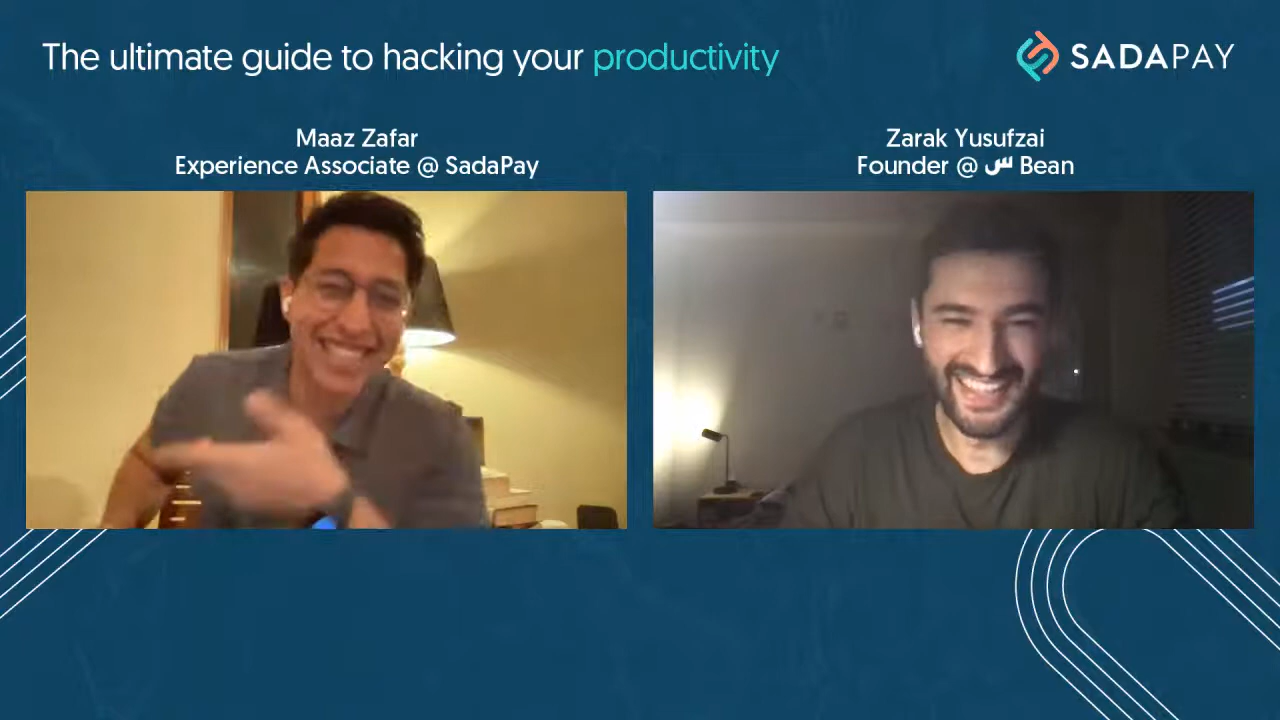 The ultimate guide to hacking your productivity
SADAPAY
Maaz Zafar
Experience Associate @ SadaPay
Zarak Yusufzai
Founder @ س Bean